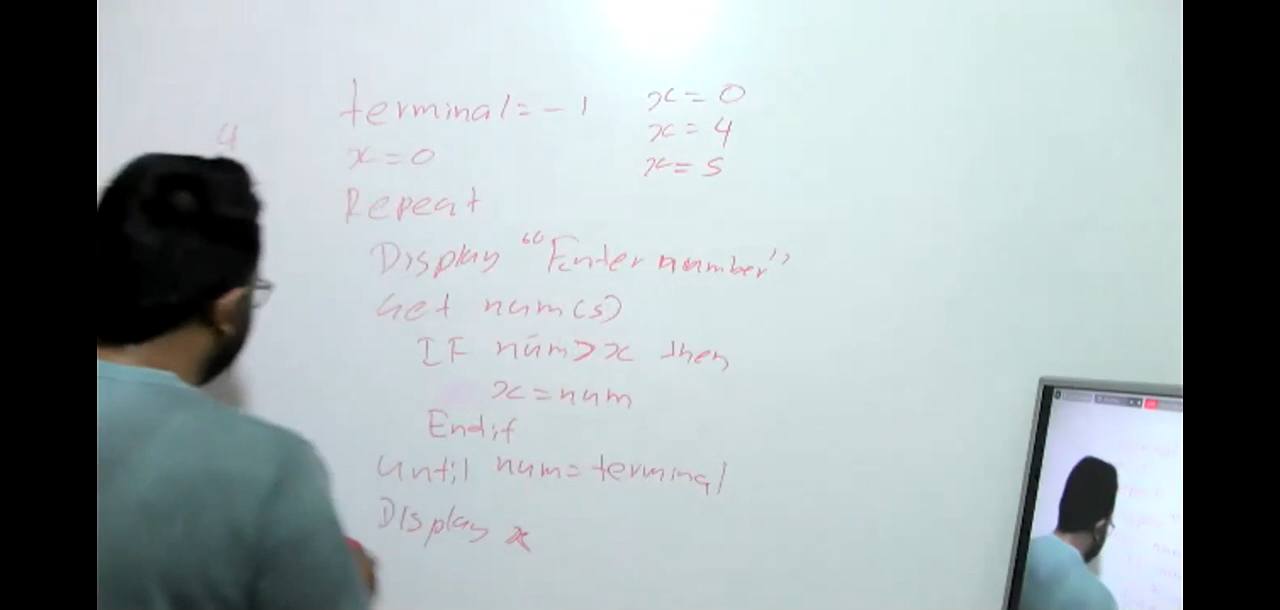 4
terminal = -1
x = 0
Repeat
Display "Enter number"
Get num(s)
IF num > x then
x = num
Endif
Until num = terminal
Display x
x = 0
x = 4
x = 5